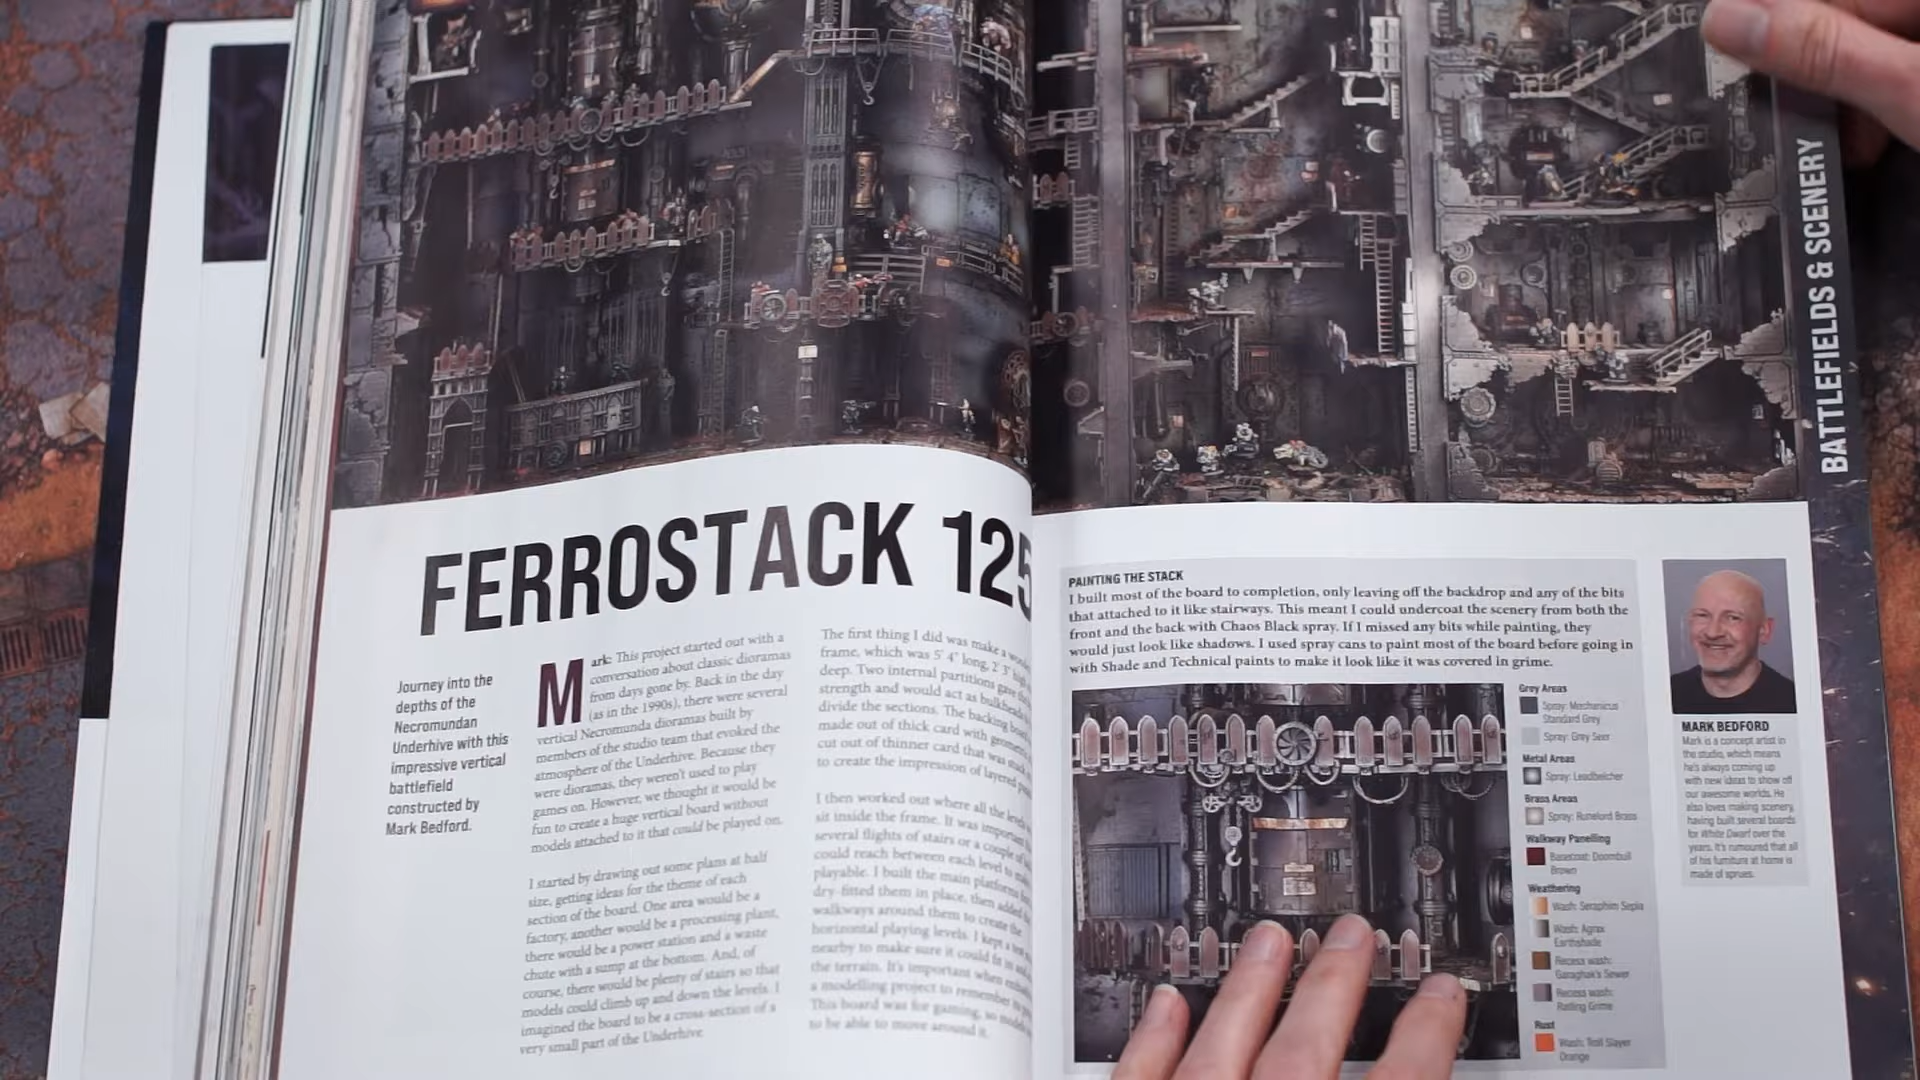 BATTLEFIELDS & SCENERY
FERROSTACK 125
Journey into the
depths of the
Necromundan
Underhive with this
impressive vertical
battlefield
constructed by
Mark Bedford.
Mark: This project started out with a
conversation about classic dioramas
from days gone by. Back in the day
(as in the 1990s), there were several
vertical Necromunda dioramas built by
members of the studio team that evoked the
atmosphere of the Underhive. Because they
were dioramas, they weren't used to play
games on. However, we thought it would be
fun to create a huge vertical board without
models attached to it that could be played on.
I started by drawing out some plans at half
size, getting ideas for the theme of each
section of the board. One area would be a
factory, another would be a processing plant,
there would be a power station and a waste
chute with a sump at the bottom. And, of
course, there would be plenty of stairs so that
models could climb up and down the levels. I
imagined the board to be a cross-section of a
very small part of the Underhive
The first thing I did was make a
frame, which was 5' 4" long, 2' 3"
deep. Two internal partitions gave
strength and would act as bulkheads
divide the sections. The backing
made out of thick card with
cut out of thinner card that was
to create the impression of layered
I then worked out where all the
sit inside the frame. It was important
several flights of stairs or a couple of
could reach between each level to
playable. I built the main platforms
dry-fitted them in place, then added
walkways around them to create the
horizontal playing levels. I kept a
nearby to make sure it could fit
the terrain. It's important when
a modelling project to remember
This board was for gaming, so
to be able to move around it.
PAINTING THE STACK
I built most of the board to completion, only leaving off the backdrop and any of the bits
that attached to it like stairways. This meant I could undercoat the scenery from both the
front and the back with Chaos Black spray. If I missed any bits while painting, they
would just look like shadows. I used spray cans to paint most of the board before going in
with Shade and Technical paints to make it look like it was covered in grime.
Grey Areas
Spray: Mechanicus
Standard Grey
Spray: Grey Seer
Metal Areas
Spray: Leadbelcher
Brass Areas
Spray: Runelord Brass
Walkway Panelling
Basecoat: Doombull
Brown
Weathering
Wash: Seraphim Sepia
Wash: Agrax
Earthshade
Recess wash:
Garaghak's Sewer
Recess wash:
Ratling Grime
Rust
Wash: Troll Slayer
Orange
MARK BEDFORD
Mark is a concept artist in
the studio, which means
he's always coming up
with new ideas to show off
our awesome worlds. He
also loves making scenery,
having built several boards
for White Dwarf over the
years. It's rumoured that all
of his furniture at home is
made of sprues.